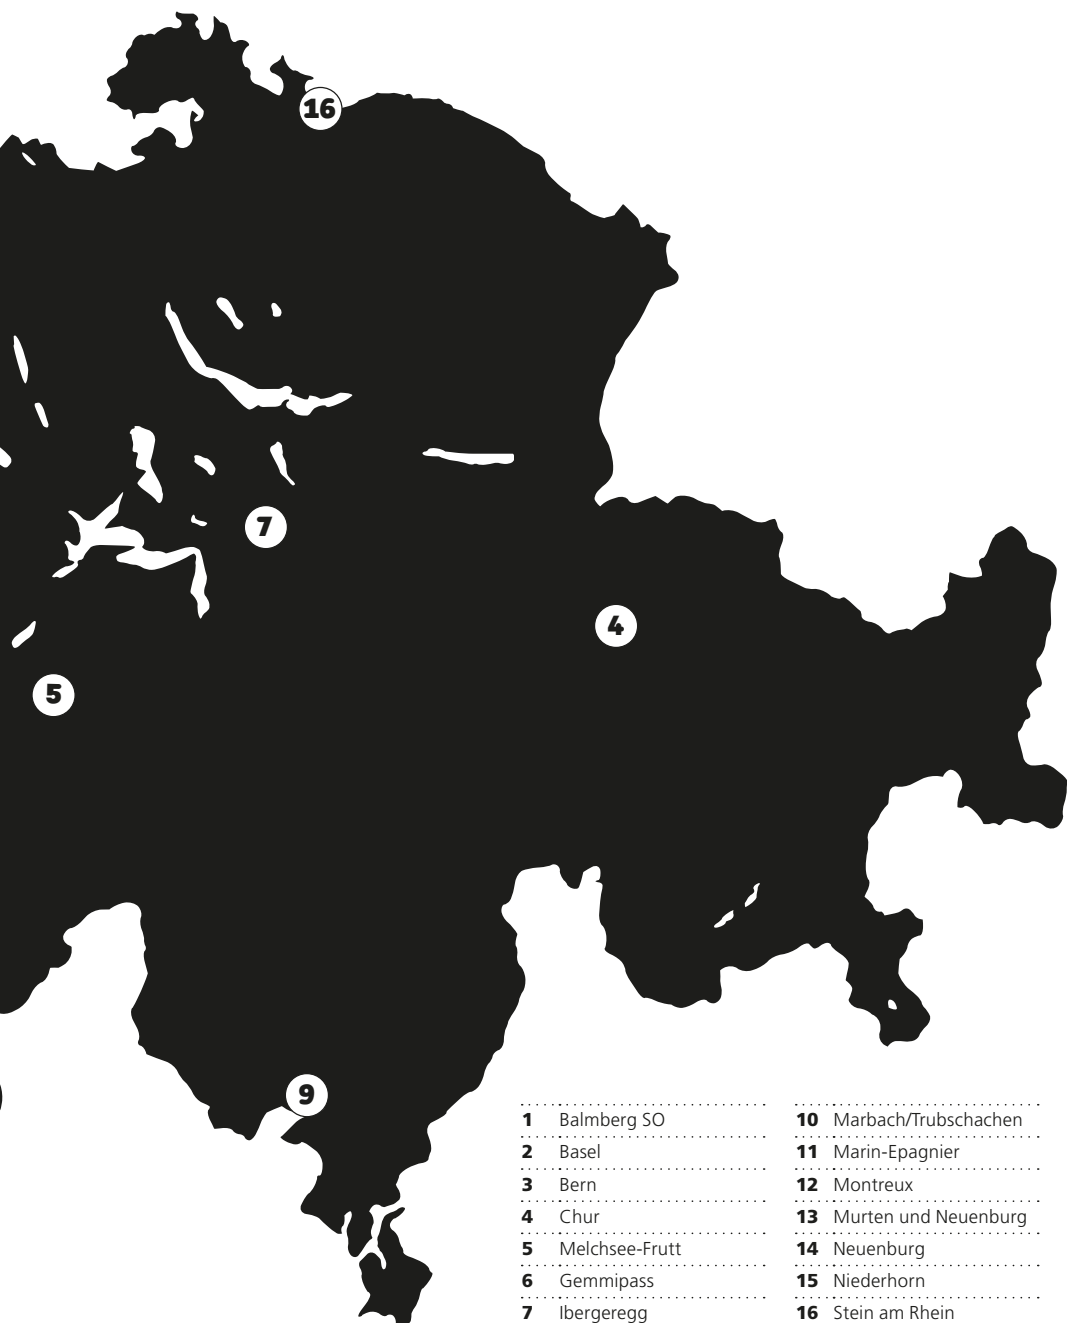 16
7
4
5
9
1 Balmberg SO
2 Basel
3 Bern
4 Chur
5 Melchsee-Frutt
6 Gemmipass
7 Ibergeregg
10 Marbach/Trubschachen
11 Marin-Epagnier
12 Montreux
13 Murten und Neuenburg
14 Neuenburg
15 Niederhorn
16 Stein am Rhein